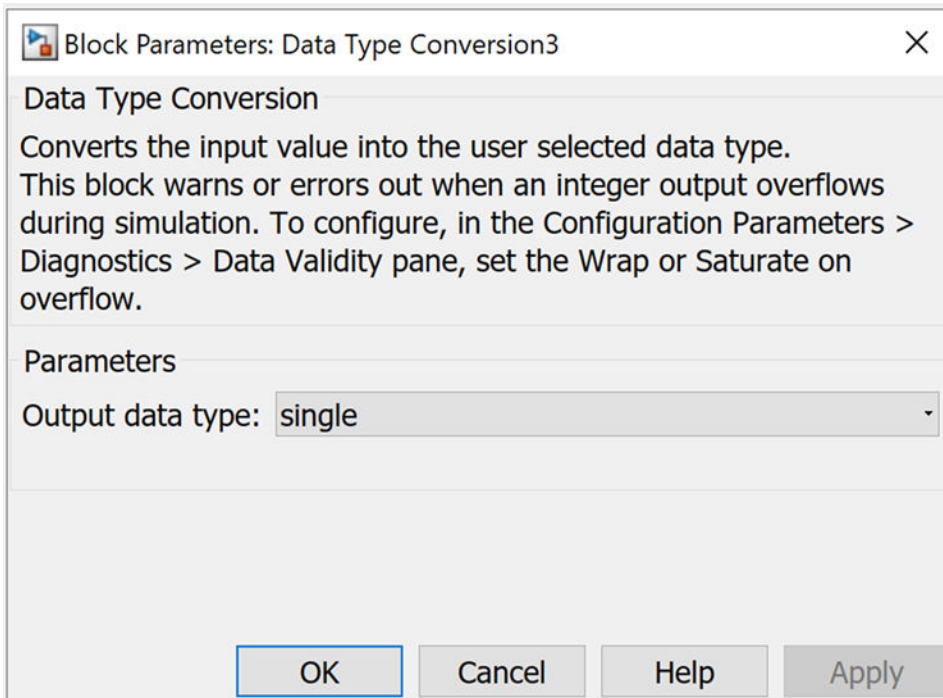 Block Parameters: Data Type Conversion3
Data Type Conversion
Converts the input value into the user selected data type.
This block warns or errors out when an integer output overflows
during simulation. To configure, in the Configuration Parameters >
Diagnostics > Data Validity pane, set the Wrap or Saturate on
overflow.
Parameters
Output data type: single
OK Cancel Help Apply